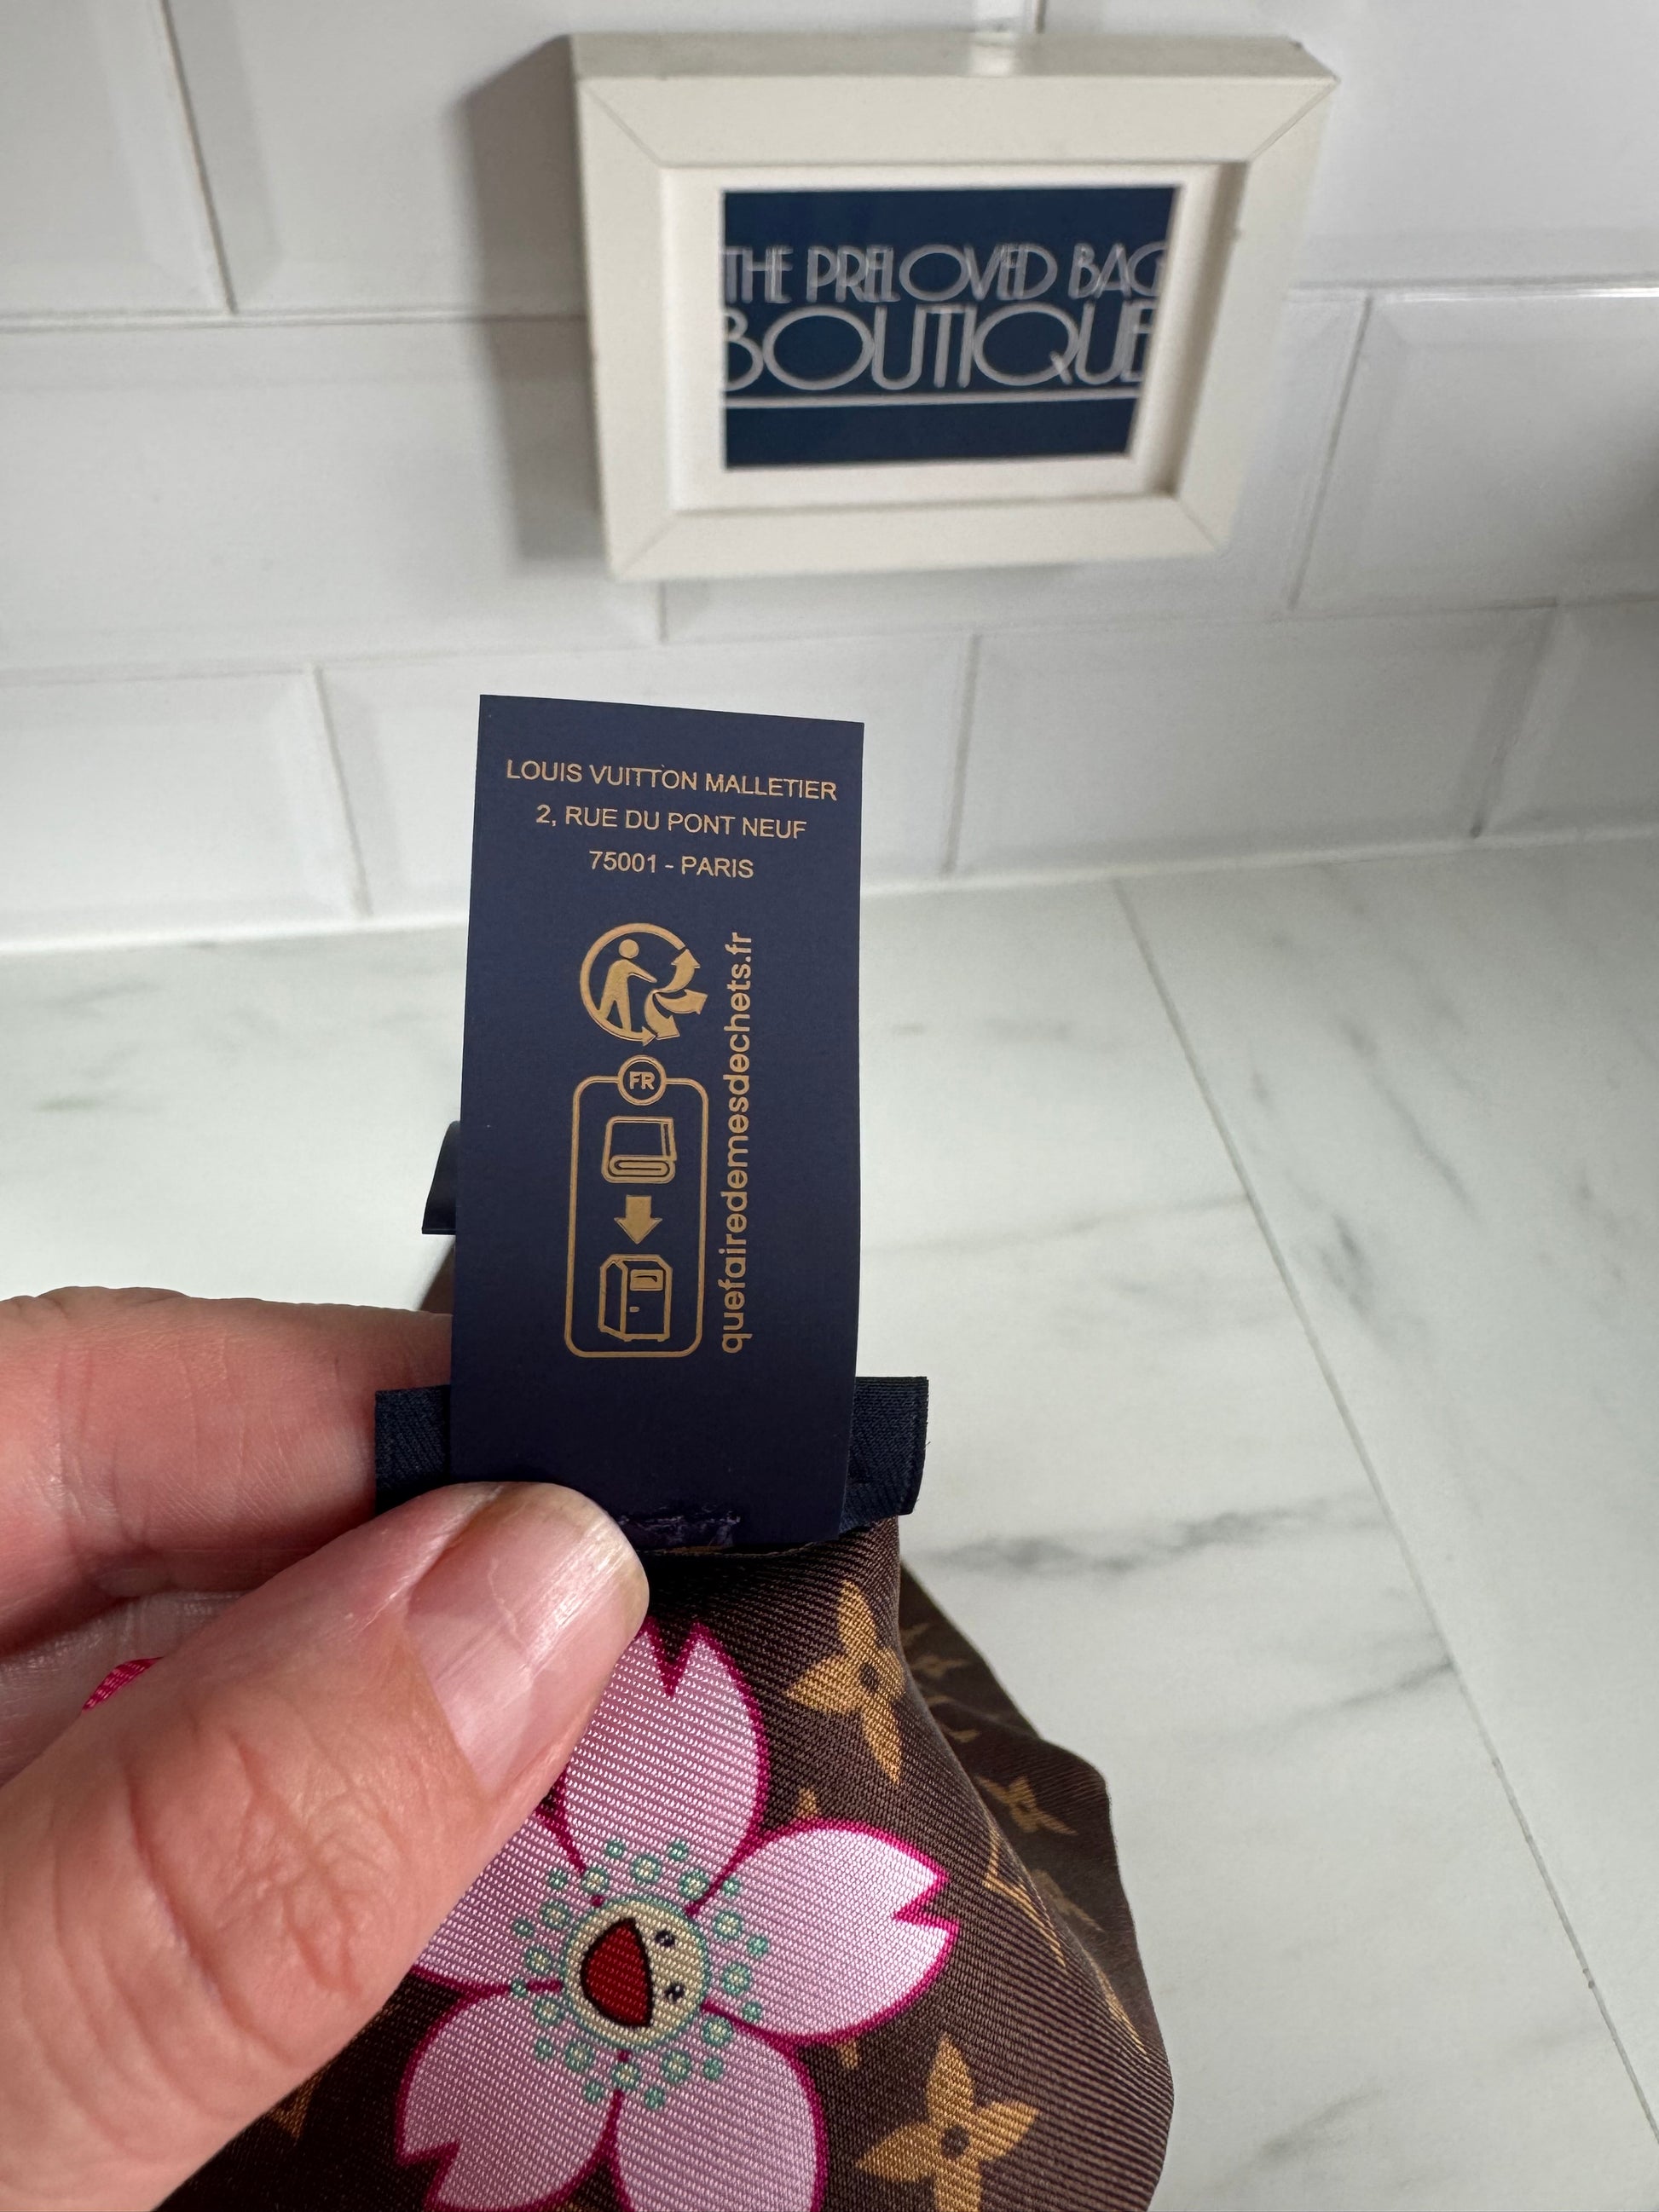 THE PRELOVED BAG
BOUTIQUE
LOUIS VUITTON MALLETIER
2, RUE DU PONT NEUF
75001 - PARIS
FR
quefairedemesdechets.fr